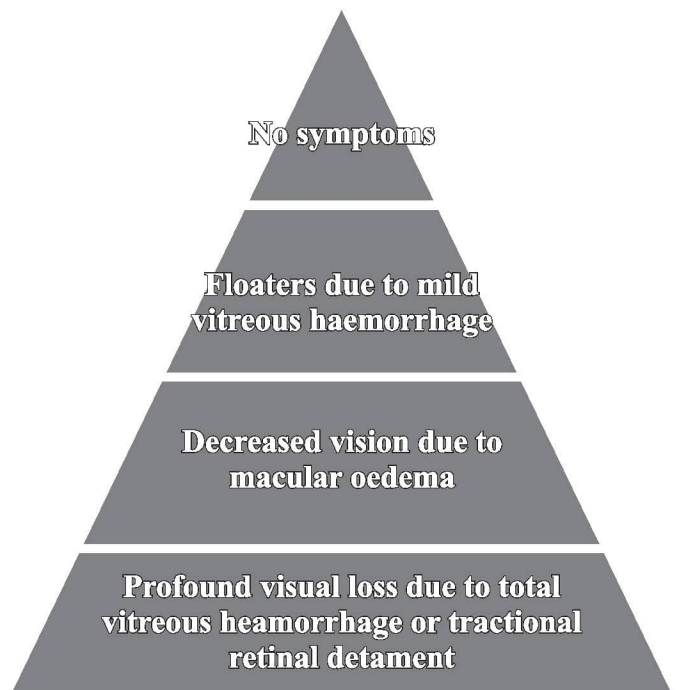 No symptoms
Floaters due to mild
vitreous haemorrhage
Decreased vision due to
macular oedema
Profound visual loss due to total
vitreous heamorrhage or tractional
retinal detament